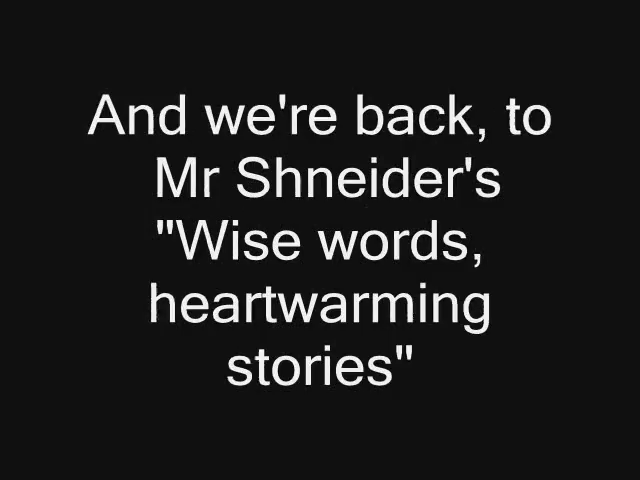 And we're back, to
Mr Shneider's
"Wise words,
heartwarming
stories"